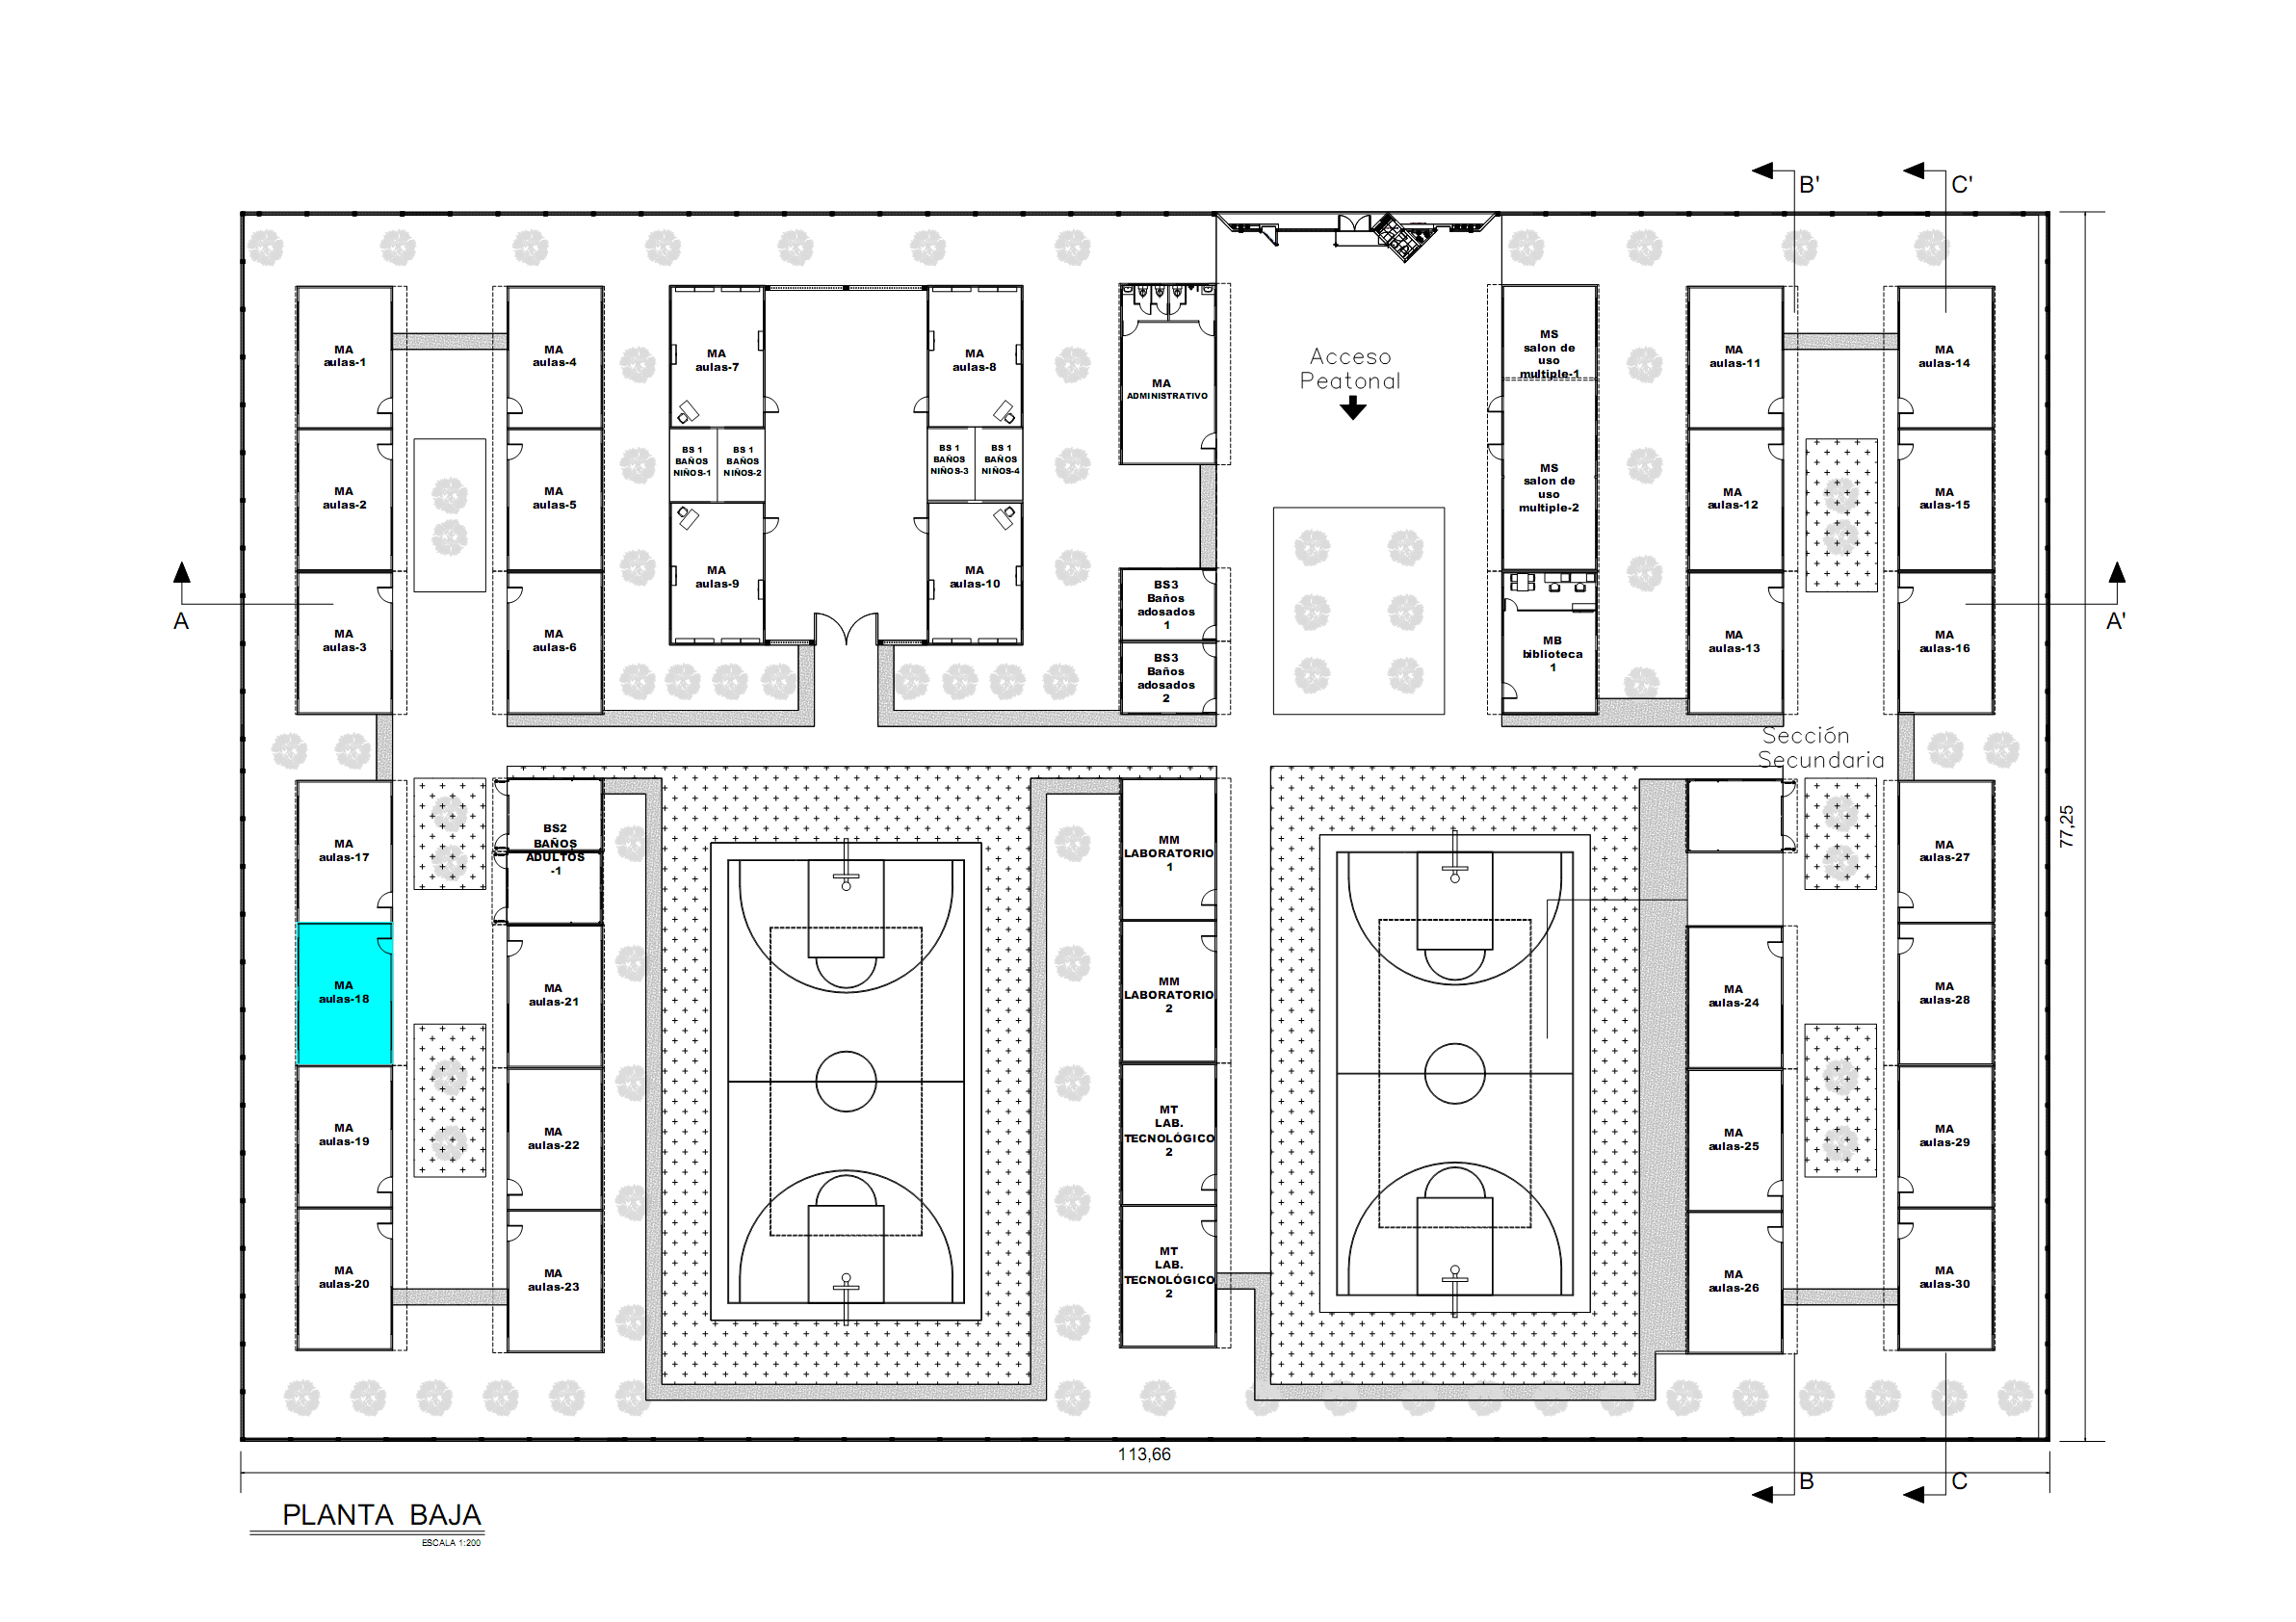 B'
C'
MA
aulas-1
MA
aulas-4
MA
aulas-7
MA
aulas-8
MA
ADMINISTRATIVO
Acceso
Peatonal
MS
salon de
uso
multiple-1
MA
aulas-11
MA
aulas-14
BS 1
BAÑOS
NIÑOS-1
BS 1
BAÑOS
NIÑOS-2
BS 1
BAÑOS
NIÑOS-3
BS 1
BAÑOS
NIÑOS-4
MA
aulas-2
MA
aulas-5
MS
salon de
uso
multiple-2
MA
aulas-12
MA
aulas-15
A
MA
aulas-3
MA
aulas-6
MA
aulas-9
MA
aulas-10
BS3
Baños
adosados
1
BS3
Baños
adosados
2
MB
biblioteca
1
MA
aulas-13
MA
aulas-16
A'
Sección
Secundaria
MA
aulas-17
BS2
BAÑOS
ADULTOS
-1
MM
LABORATORIO
1
MA
aulas-27
77,25
MA
aulas-18
MA
aulas-21
MM
LABORATORIO
2
MA
aulas-24
MA
aulas-28
MA
aulas-19
MA
aulas-22
MT
LAB.
TECNOLÓGICO
2
MA
aulas-25
MA
aulas-29
MA
aulas-20
MA
aulas-23
MT
LAB.
TECNOLÓGICO
2
MA
aulas-26
MA
aulas-30
113,66
B
C
PLANTA BAJA
ESCALA 1:200